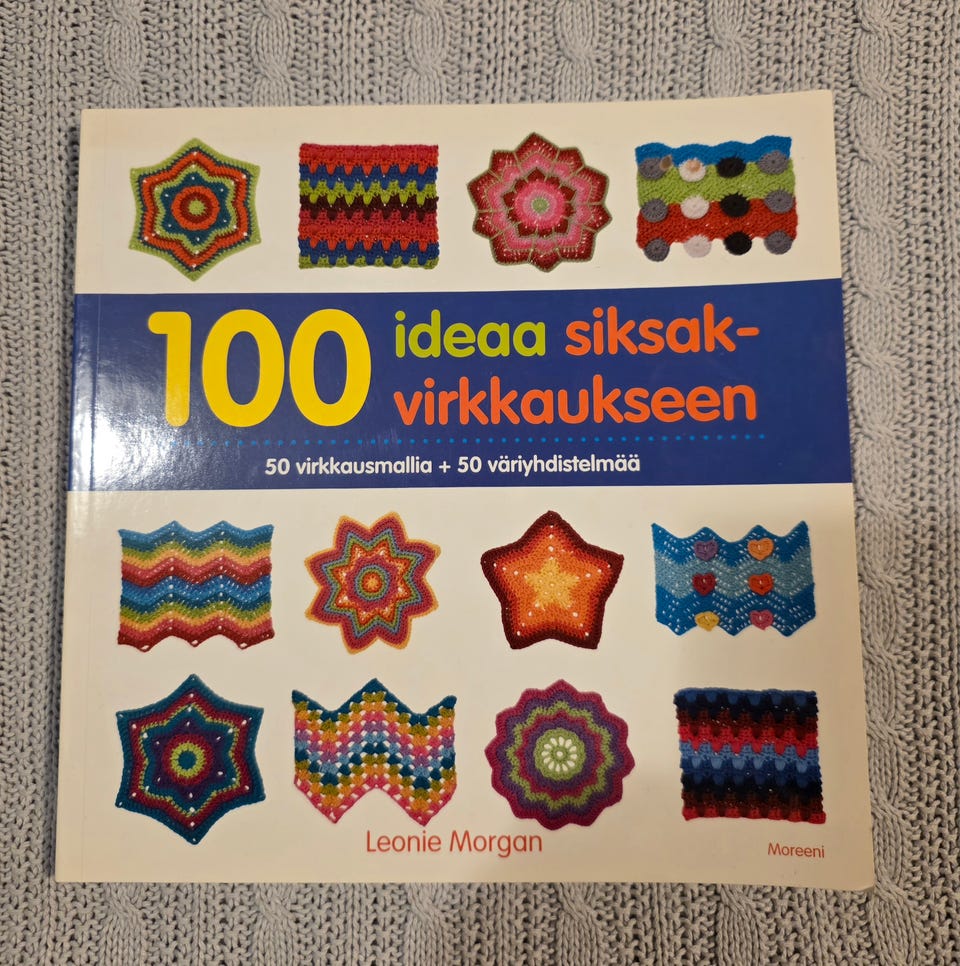 100 ideaa siksak-
virkkaukseen
50 virkkausmallia + 50 väriyhdistelmää
Leonie Morgan
Moreeni